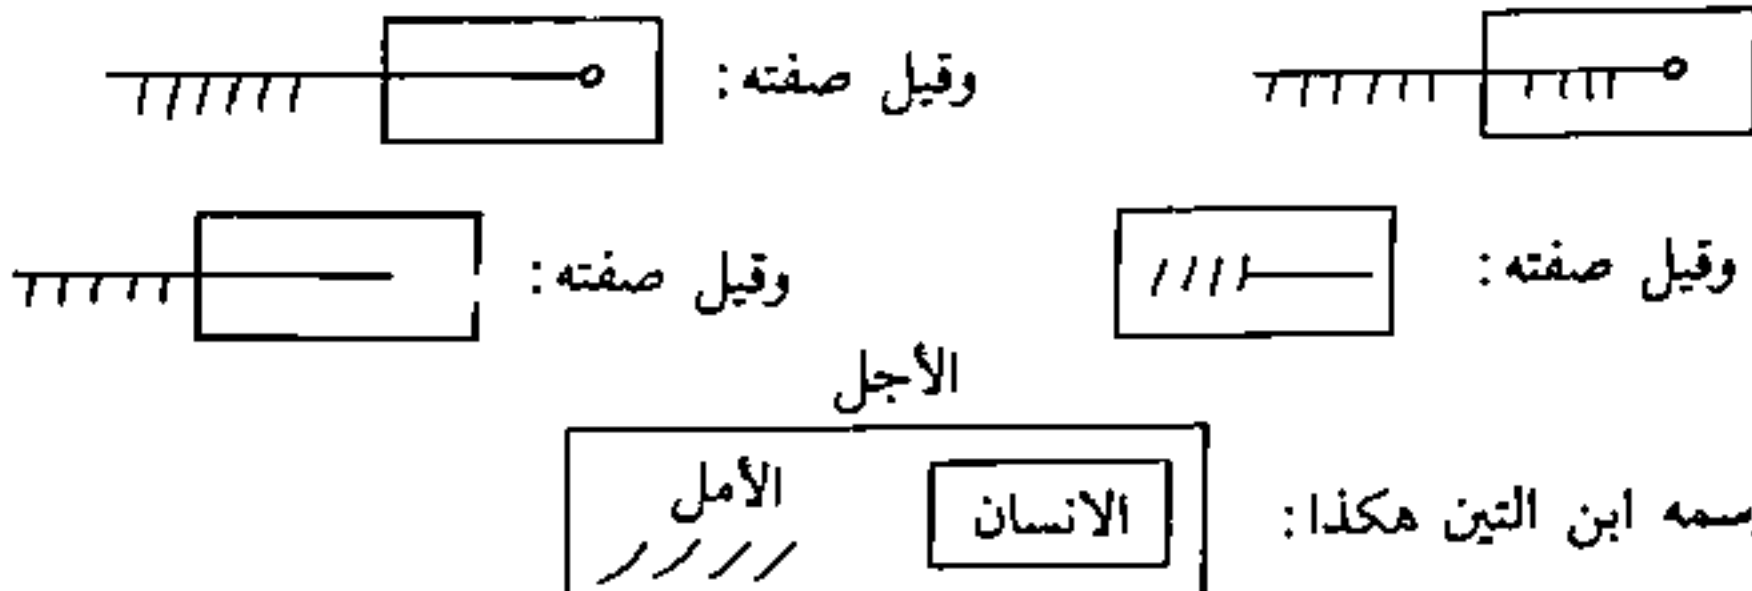 وقيل صفته:
وقيل صفته:
وقيل صفته:
الأجل
رسمه ابن التين هكذا:
الانسان
الأمل